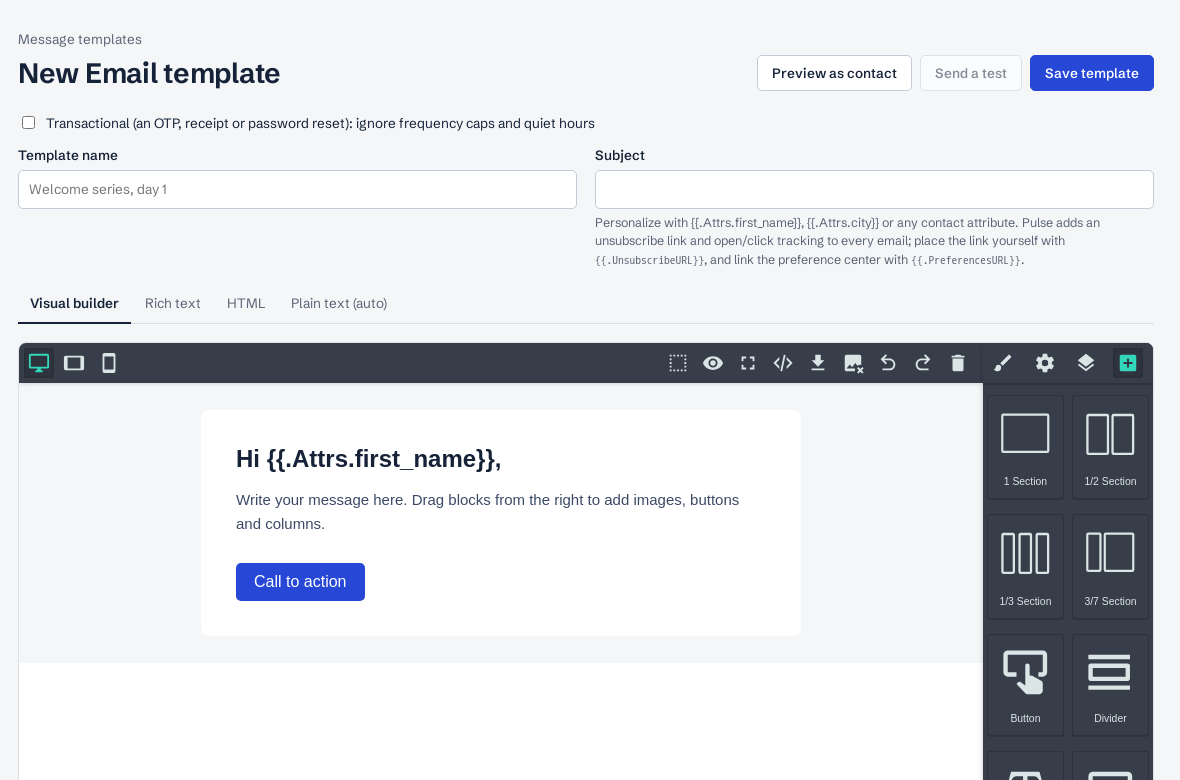 Message templates
New Email template
Preview as contact
Send a test
Save template
Transactional (an OTP, receipt or password reset): ignore frequency caps and quiet hours
Template name
Subject
Welcome series, day 1
Personalize with {{.Attrs.first_name}}, {{.Attrs.city}} or any contact attribute. Pulse adds an
unsubscribe link and open/click tracking to every email; place the link yourself with
{{.UnsubscribeURL}}, and link the preference center with {{.PreferencesURL}}.
Visual builder
Rich text
HTML
Plain text (auto)
Hi {{.Attrs.first_name}},
Write your message here. Drag blocks from the right to add images, buttons
and columns.
Call to action
1 Section
1/2 Section
1/3 Section
3/7 Section
Button
Divider